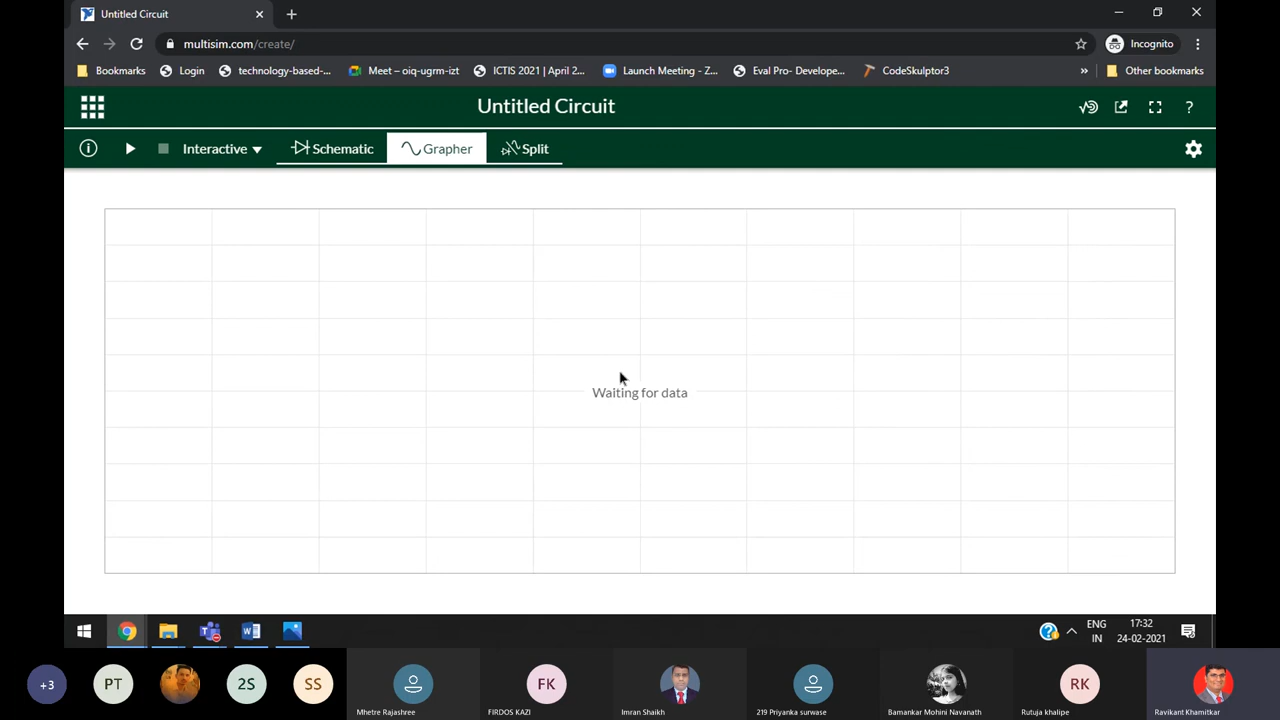 Untitled Circuit
multisim.com/create/
Incognito
Bookmarks Login technology-based-... Meet – oiq-ugrm-izt ICTIS 2021 | April 2... Launch Meeting - Z... Eval Pro- Develope... CodeSkulptor3 » Other bookmarks
Untitled Circuit
Interactive Schematic Grapher Split
Waiting for data
ENG 17:32
IN 24-02-2021
+3 PT 2S SS FK RK
Mhetre Rajashree FIRDOS KAZI Imran Shaikh 219 Priyanka surwase Bamankar Mohini Navanath Rutuja khalipe Ravikant Khamitkar